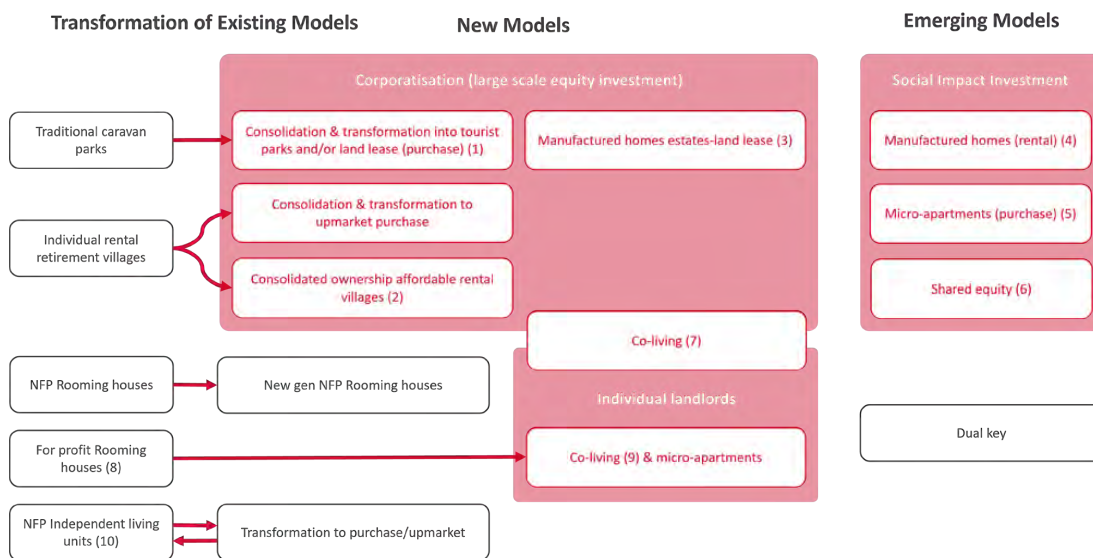 Transformation of Existing Models
New Models
Emerging Models
Corporatisation (large scale equity investment)
Social Impact Investment
Traditional caravan
parks
Consolidation & transformation into tourist
parks and/or land lease (purchase) (1)
Manufactured homes estates-land lease (3)
Manufactured homes (rental) (4)
Individual rental
retirement villages
Consolidation & transformation to
upmarket purchase
Micro-apartments (purchase) (5)
Consolidated ownership affordable rental
villages (2)
Shared equity (6)
Co-living (7)
NFP Rooming houses
New gen NFP Rooming houses
Individual landlords
Dual key
For profit Rooming
houses (8)
Co-living (9) & micro-apartments
NFP Independent living
units (10)
Transformation to purchase/upmarket